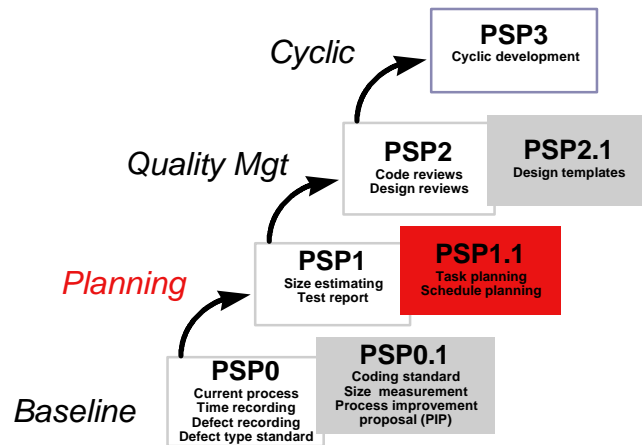 Cyclic
PSP3
Cyclic development
Quality Mgt
PSP2
Code reviews
Design reviews
PSP2.1
Design templates
Planning
PSP1
Size estimating
Test report
PSP1.1
Task planning
Schedule planning
Baseline
PSP0
Current process
Time recording
Defect recording
Defect type standard
PSP0.1
Coding standard
Size measurement
Process improvement
proposal (PIP)